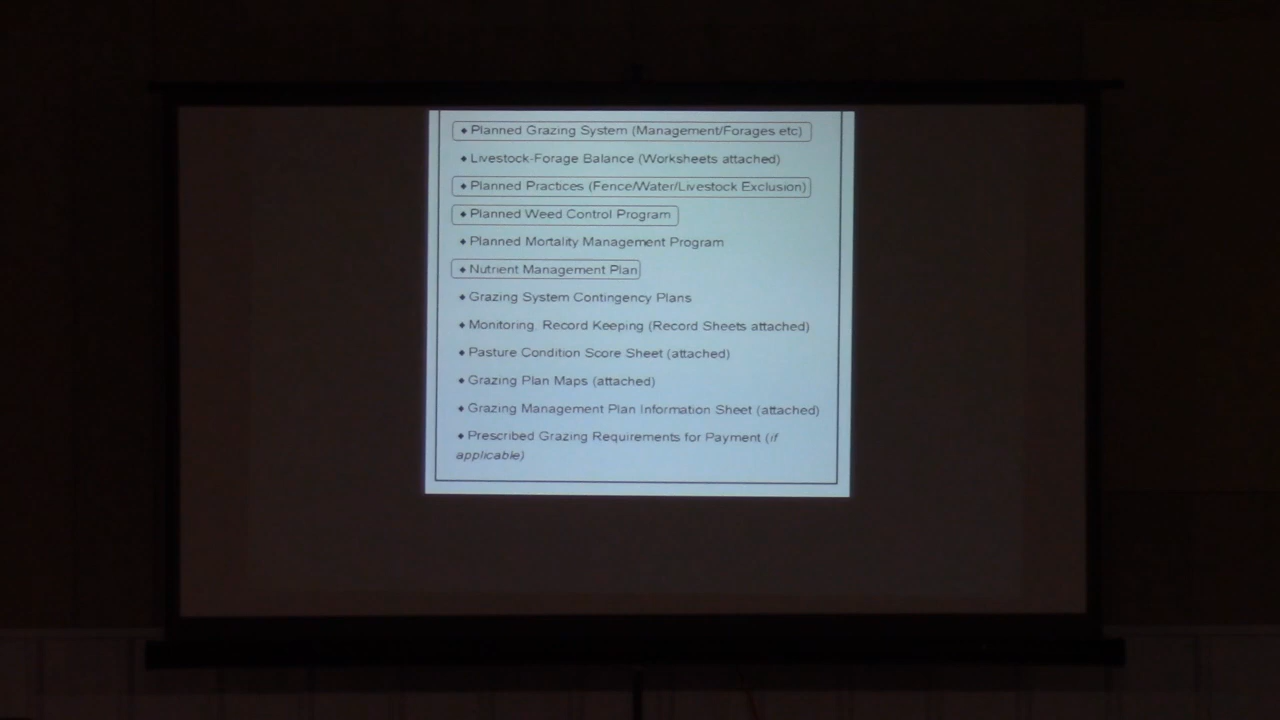 ♦ Planned Grazing System (Management/Forages etc)
♦ Livestock-Forage Balance (Worksheets attached)
♦ Planned Practices (Fence/Water/Livestock Exclusion)
♦ Planned Weed Control Program
♦ Planned Mortality Management Program
♦ Nutrient Management Plan
♦ Grazing System Contingency Plans
♦ Monitoring, Record Keeping (Record Sheets attached)
♦ Pasture Condition Score Sheet (attached)
♦ Grazing Plan Maps (attached)
♦ Grazing Management Plan Information Sheet (attached)
♦ Prescribed Grazing Requirements for Payment (if
applicable)